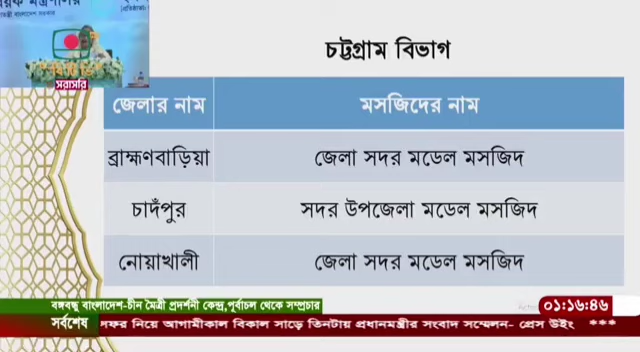 চট্টগ্রাম বিভাগ
সরাসরি
জেলার নাম মসজিদের নাম
ব্রাহ্মণবাড়িয়া জেলা সদর মডেল মসজিদ
চাদঁপুর সদর উপজেলা মডেল মসজিদ
নোয়াখালী জেলা সদর মডেল মসজিদ
বঙ্গবন্ধু বাংলাদেশ-চীন মৈত্রী প্রদর্শনী কেন্দ্র,পূর্বাচল থেকে সম্প্রচার
০১:১৬:৪৬
সর্বশেষ সফর নিয়ে আগামীকাল বিকাল সাড়ে তিনটায় প্রধানমন্ত্রীর সংবাদ সম্মেলন- প্রেস উইং ***